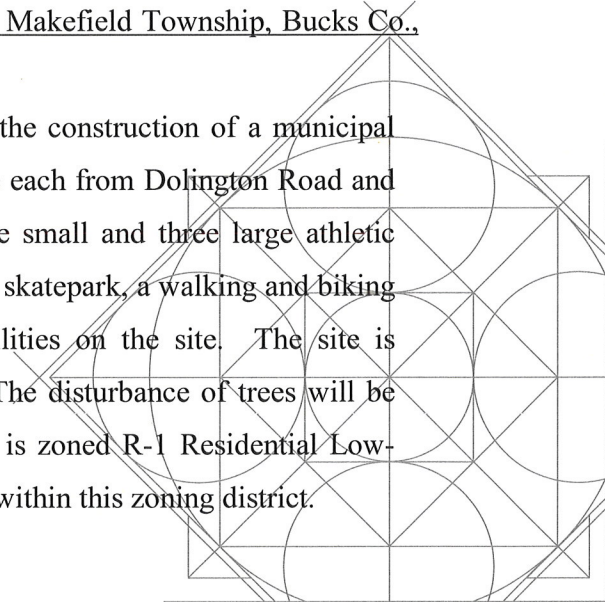 Makefield Township, Bucks Co.,
the construction of a municipal
each from Dolington Road and
small and three large athletic
skatepark, a walking and biking
lities on the site. The site is
The disturbance of trees will be
is zoned R-1 Residential Low-
within this zoning district.